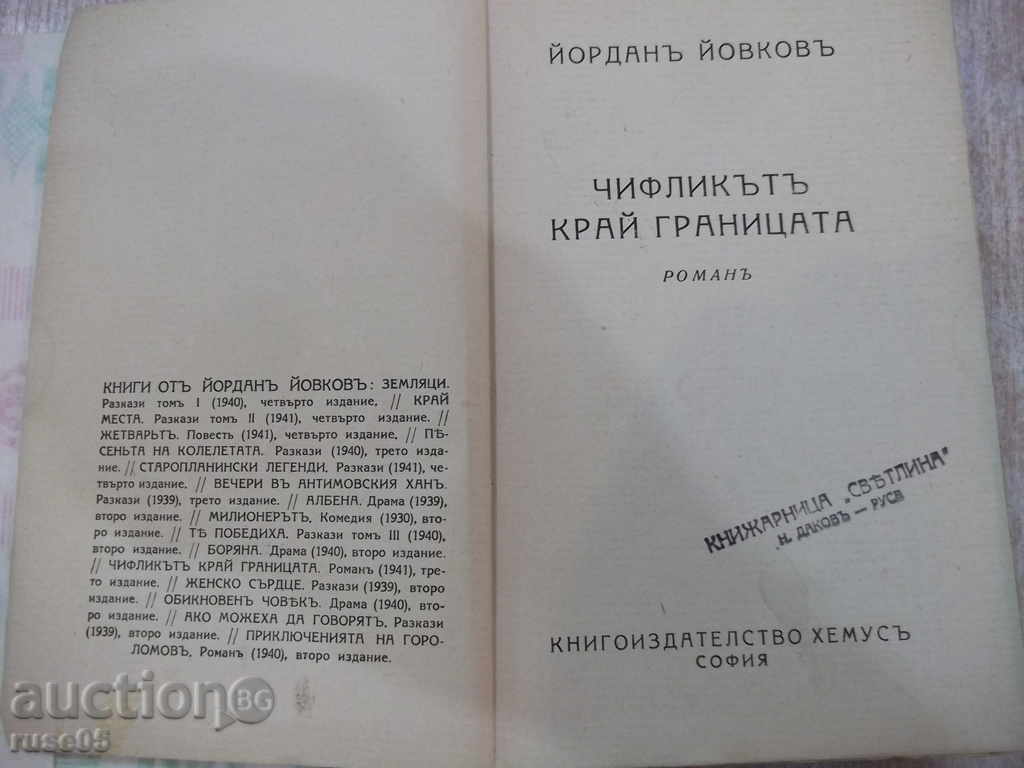 КНИГИ ОТЪ ЙОРДАНЪ ЙОВКОВЪ: ЗЕМЛЯЦИ.
Разкази томъ I (1940), четвърто издание. // КРАЙ
МЕСТА. Разкази томъ II (1941), четвърто издание. //
ЖЕТВАРЬТЪ. Повесть (1941), четвърто издание, // ПѢ-
СЕНЬТА НА КОЛЕЛЕТАТА. Разкази (1940), трето изда-
ние. // СТАРОПЛАНИНСКИ ЛЕГЕНДИ. Разкази (1941), че-
твърто издание. // ВЕЧЕРИ ВЪ АНТИМОВСКИЯ ХАНЪ.
Разкази (1939), трето издание. // АЛБЕНА. Драма (1939),
второ издание. // МИЛИОНЕРЪТЪ. Комедия (1930), вто-
ро издание. // ТѢ ПОБЕДИХА. Разкази томъ III (1940),
второ издание. // БОРЯНА. Драма (1940), второ издание.
// ЧИФЛИКЪТЪ КРАЙ ГРАНИЦАТА. Романъ (1941), тре-
то издание. // ЖЕНСКО СЪРДЦЕ. Разкази (1939), второ
издание. // ОБИКНОВЕНЪ ЧОВѢКЪ. Драма (1940), вто-
ро издание. // АКО МОЖЕХА ДА ГОВОРЯТЪ. Разкази
(1939), второ издание. // ПРИКЛЮЧЕНИЯТА НА ГОРО-
ЛОМОВЪ. Романъ (1940), второ издание.
ЙОРДАНЪ ЙОВКОВЪ
ЧИФЛИКЪТЪ
КРАЙ ГРАНИЦАТА
РОМАНЪ
КНИЖАРНИЦА „СВѢТЛИНА"
Н. ДАКОВЪ — РУСЕ
КНИГОИЗДАТЕЛСТВО ХЕМУСЪ
СОФИЯ
auction BG
ruse05